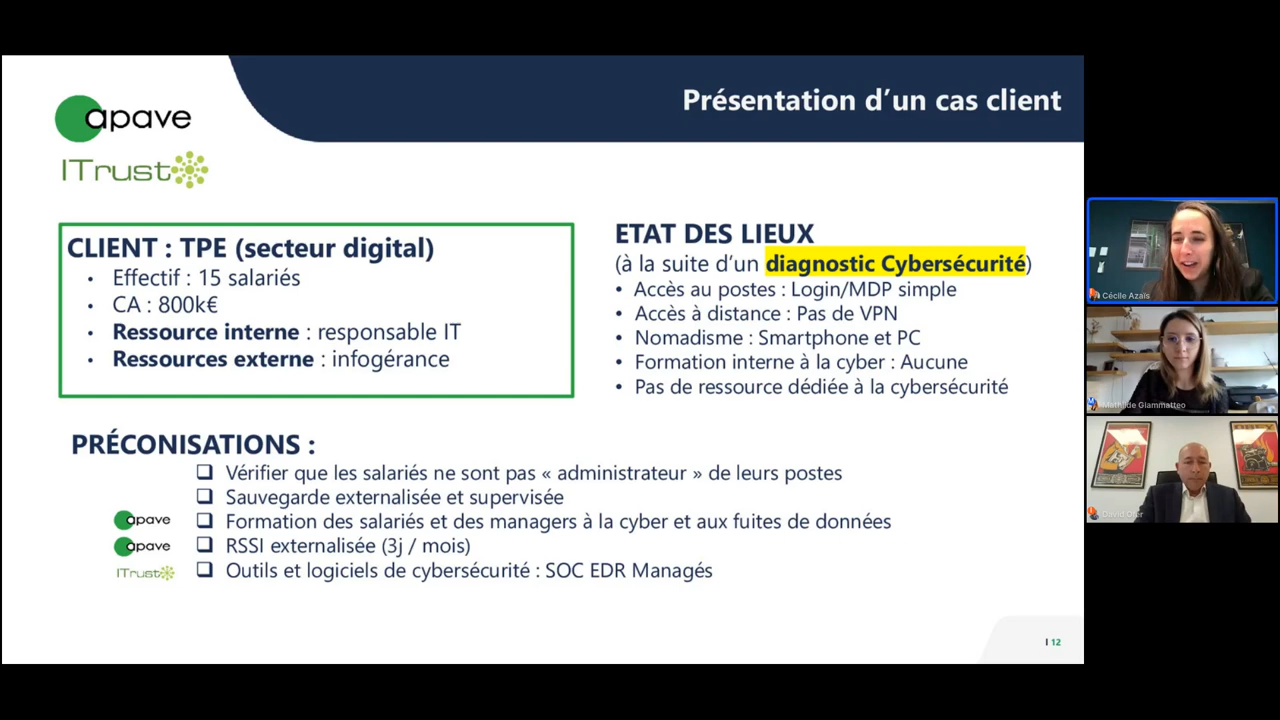 Présentation d’un cas client
apave
ITrust
CLIENT : TPE (secteur digital)
• Effectif : 15 salariés
• CA : 800k€
• Ressource interne : responsable IT
• Ressources externe : infogérance
ETAT DES LIEUX
(à la suite d’un diagnostic Cybersécurité)
• Accès au postes : Login/MDP simple
• Accès à distance : Pas de VPN
• Nomadisme : Smartphone et PC
• Formation interne à la cyber : Aucune
• Pas de ressource dédiée à la cybersécurité
PRÉCONISATIONS :
❑ Vérifier que les salariés ne sont pas « administrateur » de leurs postes
❑ Sauvegarde externalisée et supervisée
apave ❑ Formation des salariés et des managers à la cyber et aux fuites de données
apave ❑ RSSI externalisée (3j / mois)
ITrust ❑ Outils et logiciels de cybersécurité : SOC EDR Managés
I 12
Cécile Azaïs
Mathilde Giammatteo
David Ofer